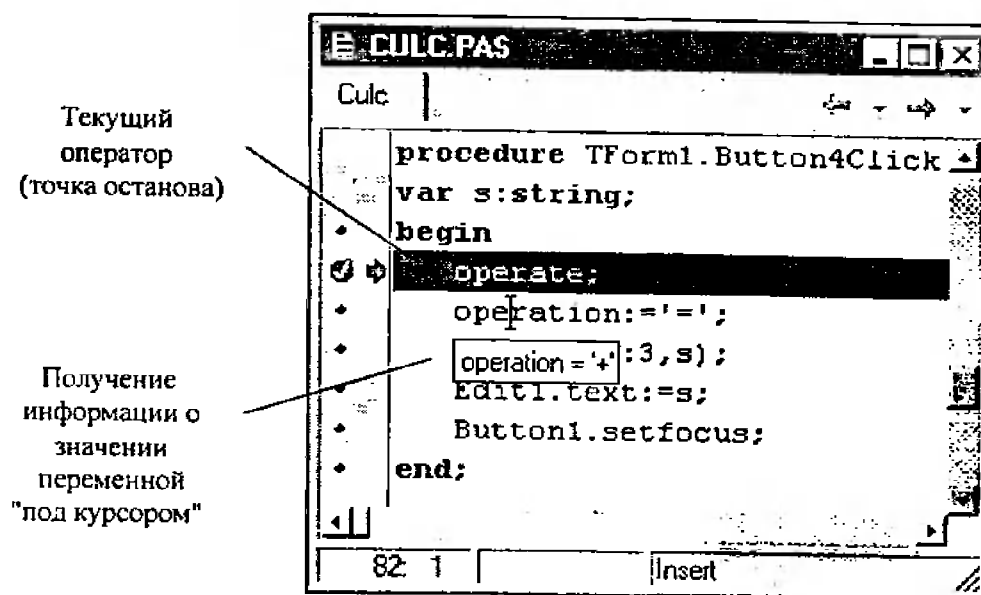 CULC.PAS
Culc
Текущий
оператор
(точка останова)
procedure TForm1.Button4Click
var s:string;
begin
operate;
operation:='=';
operation = '+' :3,s);
Edit1.text:=s;
Button1.setfocus;
end;
Получение
информации о
значении
переменной
"под курсором"
82: 1
Insert